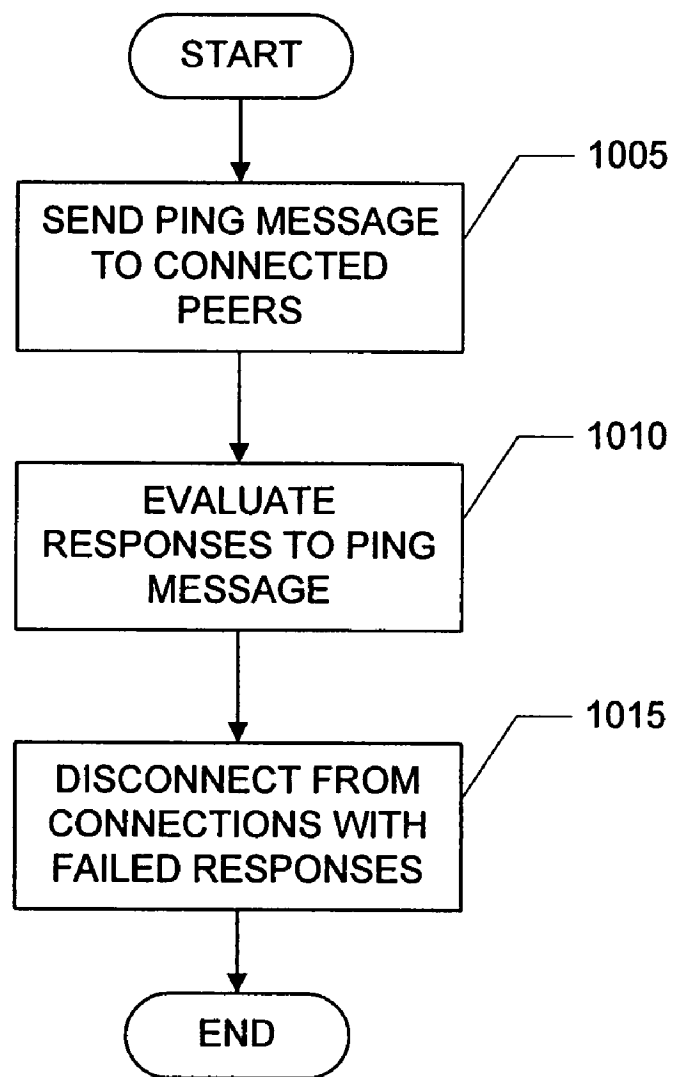 START
1005
SEND PING MESSAGE
TO CONNECTED
PEERS
1010
EVALUATE
RESPONSES TO PING
MESSAGE
1015
DISCONNECT FROM
CONNECTIONS WITH
FAILED RESPONSES
END